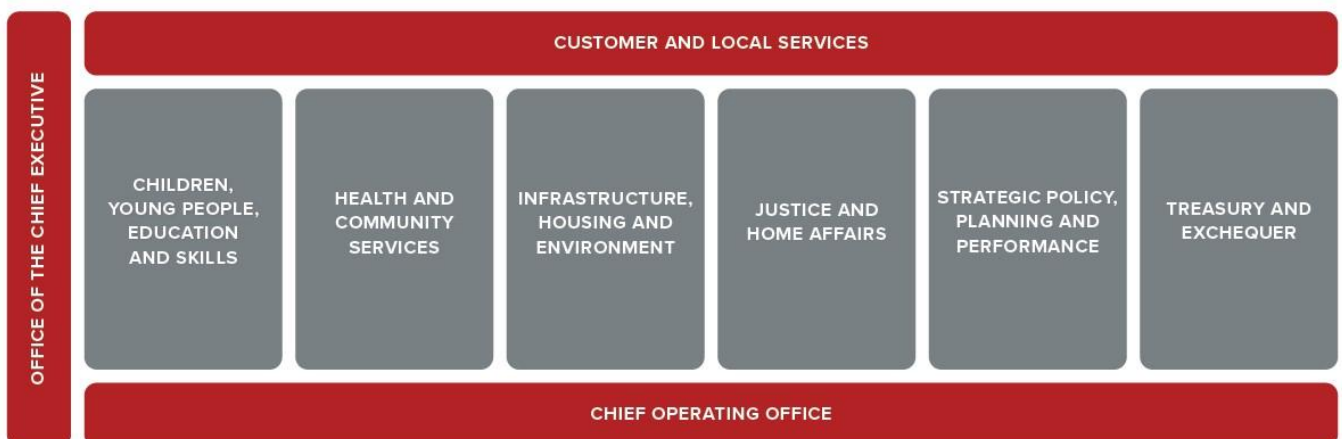 OFFICE OF THE CHIEF EXECUTIVE
CUSTOMER AND LOCAL SERVICES
CHILDREN,
YOUNG PEOPLE,
EDUCATION
AND SKILLS
HEALTH AND
COMMUNITY
SERVICES
INFRASTRUCTURE,
HOUSING AND
ENVIRONMENT
JUSTICE AND
HOME AFFAIRS
STRATEGIC POLICY,
PLANNING AND
PERFORMANCE
TREASURY AND
EXCHEQUER
CHIEF OPERATING OFFICE